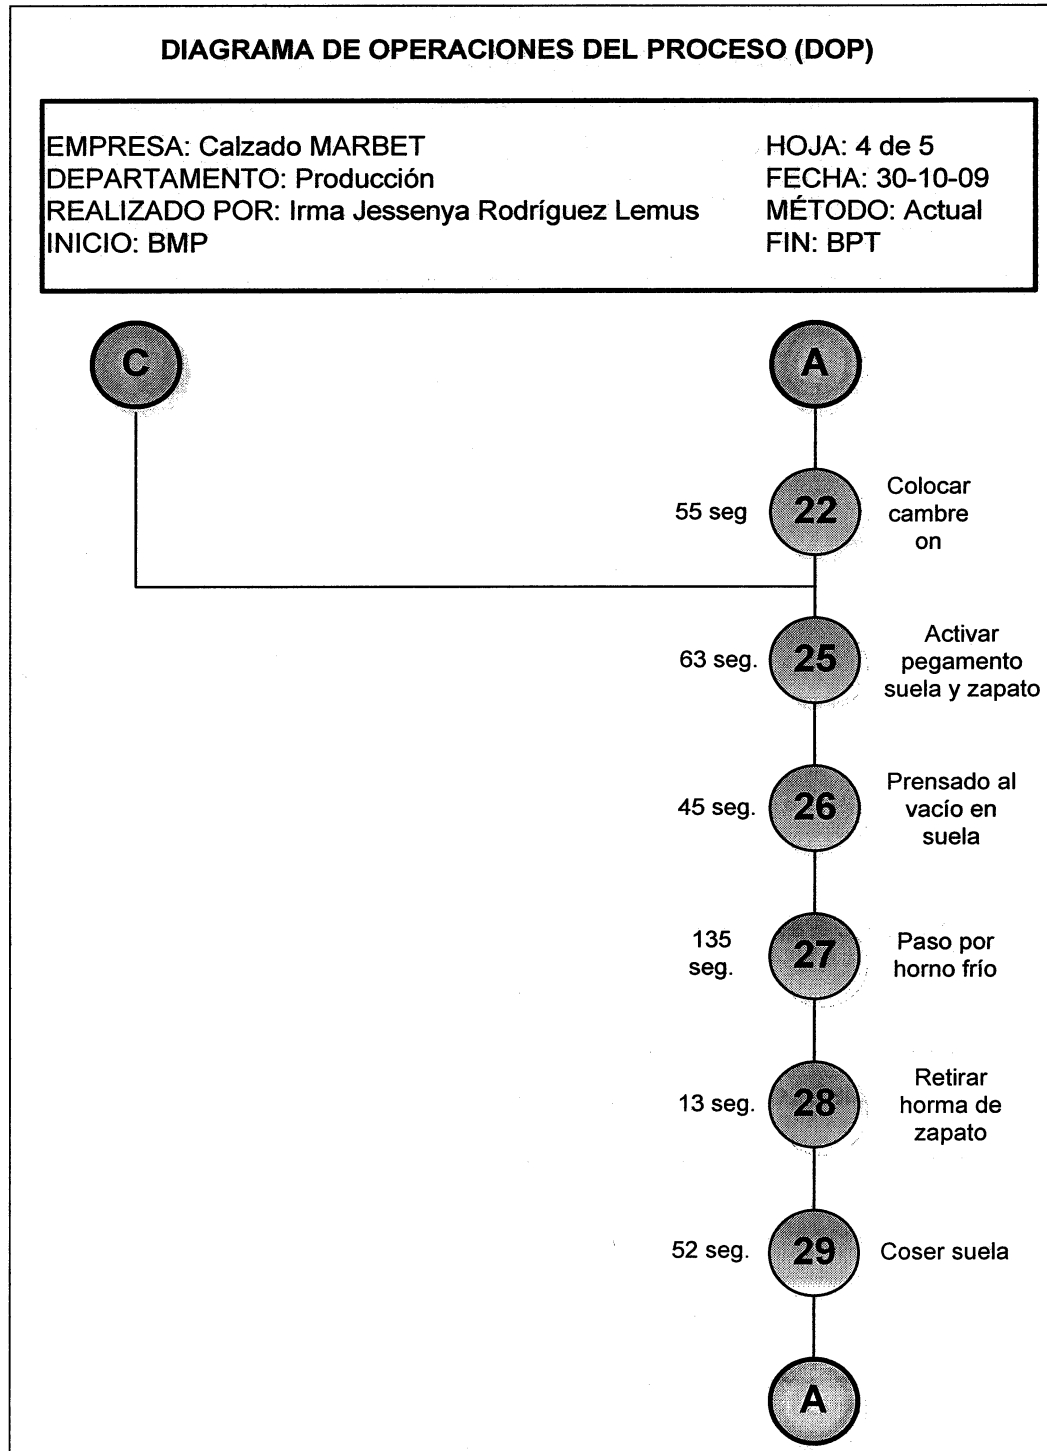 DIAGRAMA DE OPERACIONES DEL PROCESO (DOP)
EMPRESA: Calzado MARBET
HOJA: 4 de 5
DEPARTAMENTO: Producción
FECHA: 30-10-09
REALIZADO POR: Irma Jessenya Rodríguez Lemus
MÉTODO: Actual
INICIO: BMP
FIN: BPT
C
A
55 seg
22
Colocar
cambre
on
63 seg.
25
Activar
pegamento
suela y zapato
45 seg.
26
Prensado al
vacío en
suela
135
seg.
27
Paso por
horno frío
13 seg.
28
Retirar
horma de
zapato
52 seg.
29
Coser suela
A